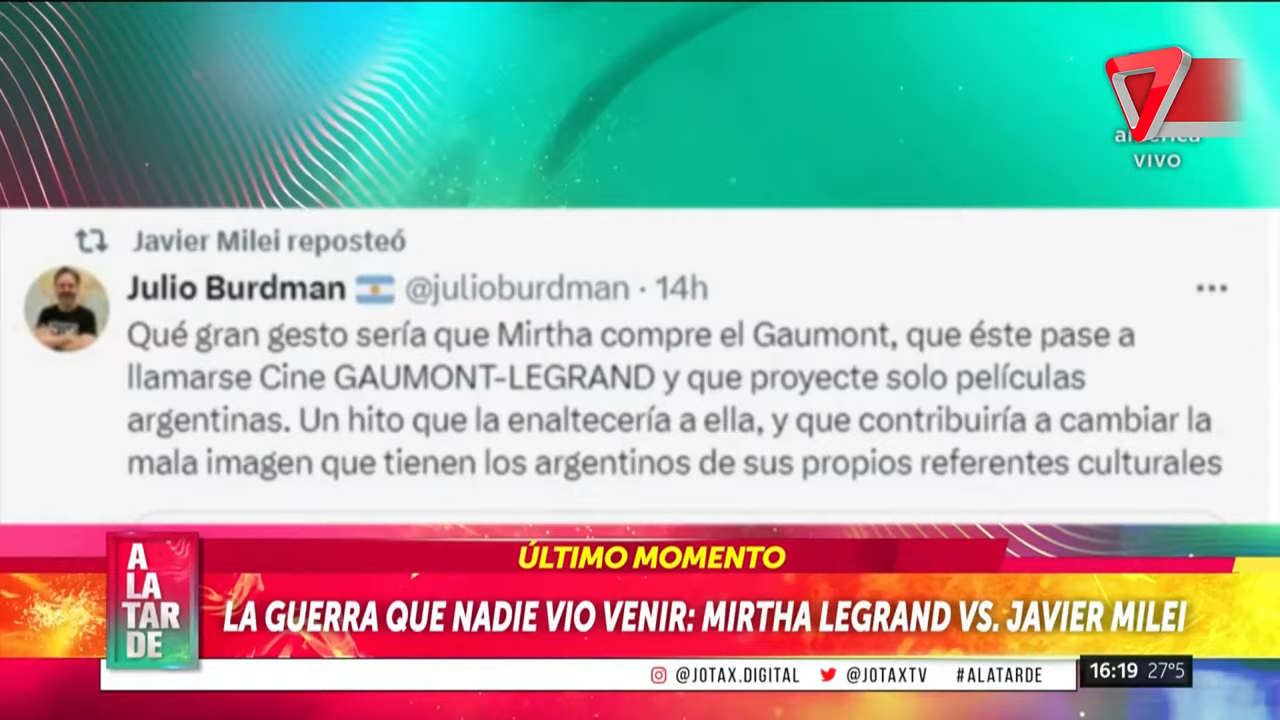 américa
VIVO
Javier Milei reposteó
Julio Burdman @julioburdman · 14h
Qué gran gesto sería que Mirtha compre el Gaumont, que éste pase a
llamarse Cine GAUMONT-LEGRAND y que proyecte solo películas
argentinas. Un hito que la enaltecería a ella, y que contribuiría a cambiar la
mala imagen que tienen los argentinos de sus propios referentes culturales
A
LA
TAR
DE
ÚLTIMO MOMENTO
LA GUERRA QUE NADIE VIO VENIR: MIRTHA LEGRAND VS. JAVIER MILEI
@JOTAX.DIGITAL @JOTAXTV #ALATARDE
16:19 27°5